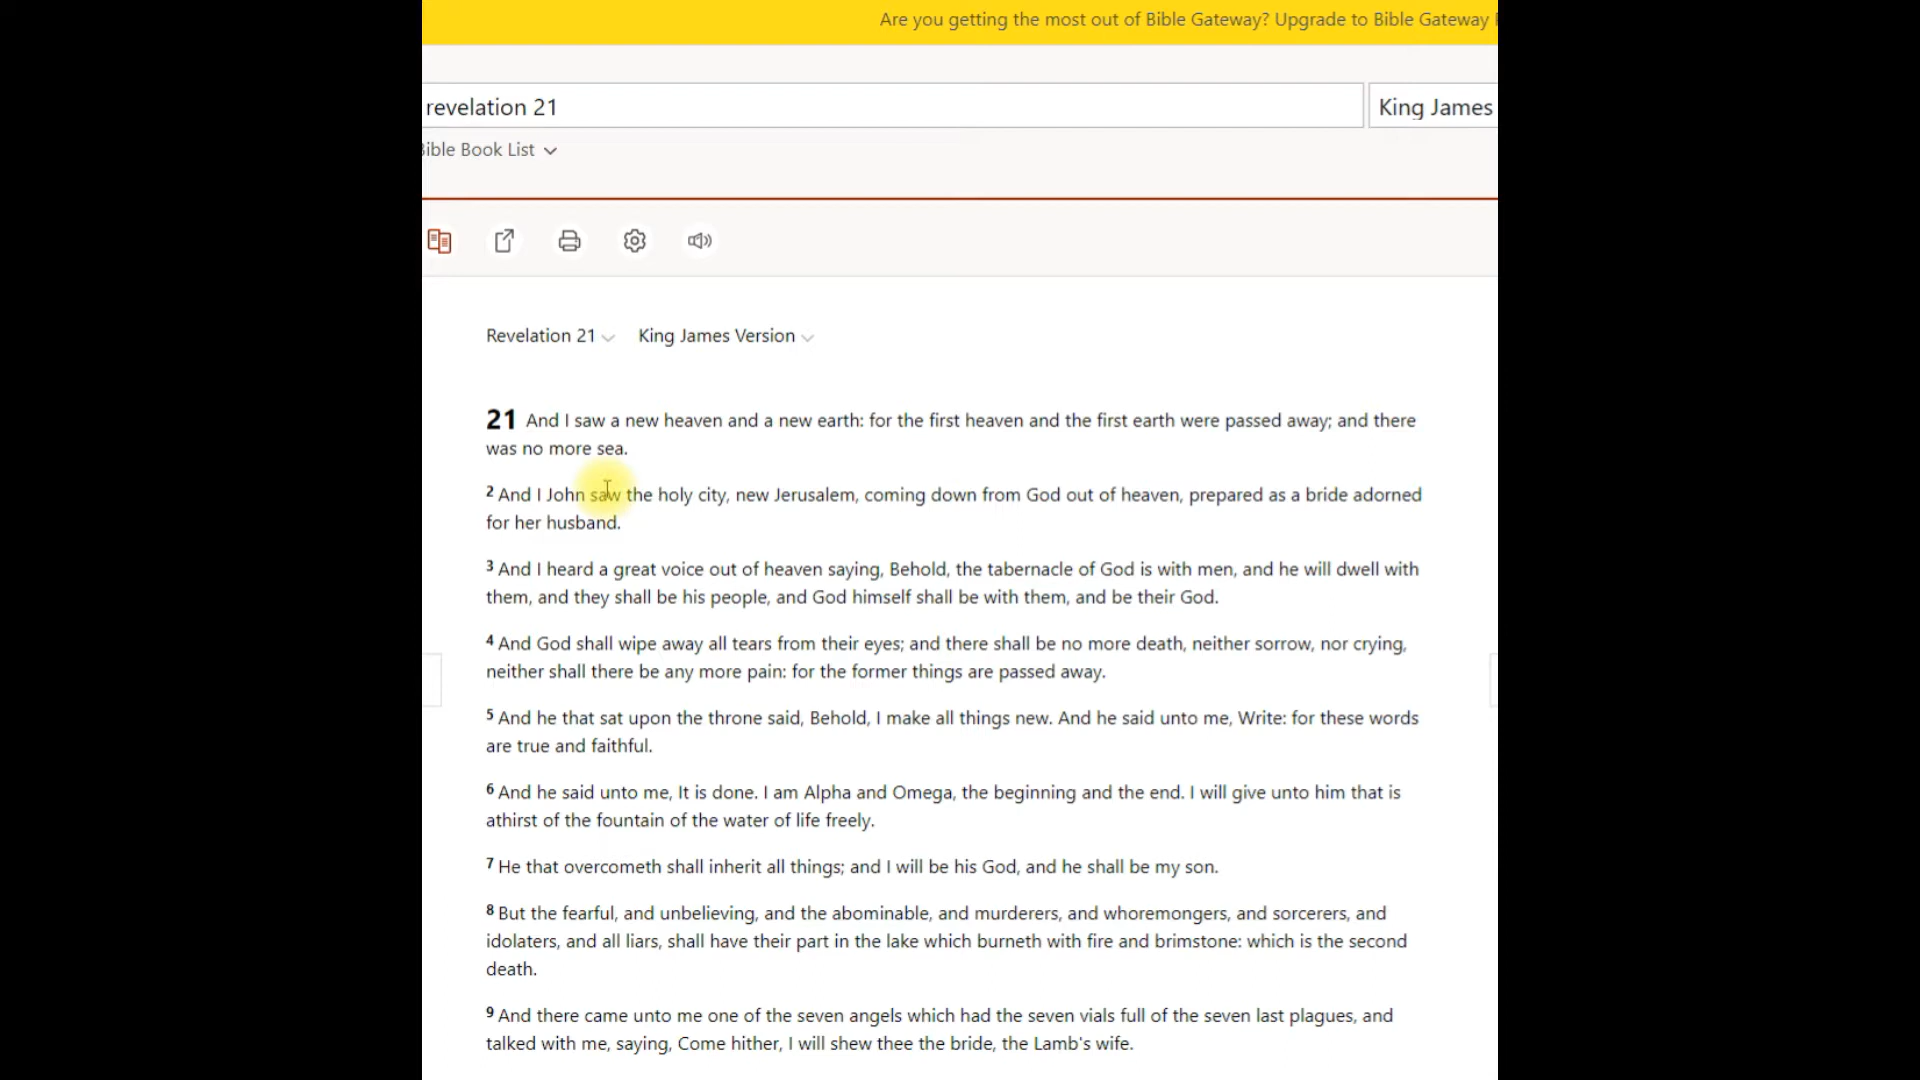 Are you getting the most out of Bible Gateway? Upgrade to Bible Gateway
revelation 21
King James
Bible Book List
Revelation 21 King James Version
21 And I saw a new heaven and a new earth: for the first heaven and the first earth were passed away; and there
was no more sea.
2 And I John saw the holy city, new Jerusalem, coming down from God out of heaven, prepared as a bride adorned
for her husband.
3 And I heard a great voice out of heaven saying, Behold, the tabernacle of God is with men, and he will dwell with
them, and they shall be his people, and God himself shall be with them, and be their God.
4 And God shall wipe away all tears from their eyes; and there shall be no more death, neither sorrow, nor crying,
neither shall there be any more pain: for the former things are passed away.
5 And he that sat upon the throne said, Behold, I make all things new. And he said unto me, Write: for these words
are true and faithful.
6 And he said unto me, It is done. I am Alpha and Omega, the beginning and the end. I will give unto him that is
athirst of the fountain of the water of life freely.
7 He that overcometh shall inherit all things; and I will be his God, and he shall be my son.
8 But the fearful, and unbelieving, and the abominable, and murderers, and whoremongers, and sorcerers, and
idolaters, and all liars, shall have their part in the lake which burneth with fire and brimstone: which is the second
death.
9 And there came unto me one of the seven angels which had the seven vials full of the seven last plagues, and
talked with me, saying, Come hither, I will shew thee the bride, the Lamb's wife.